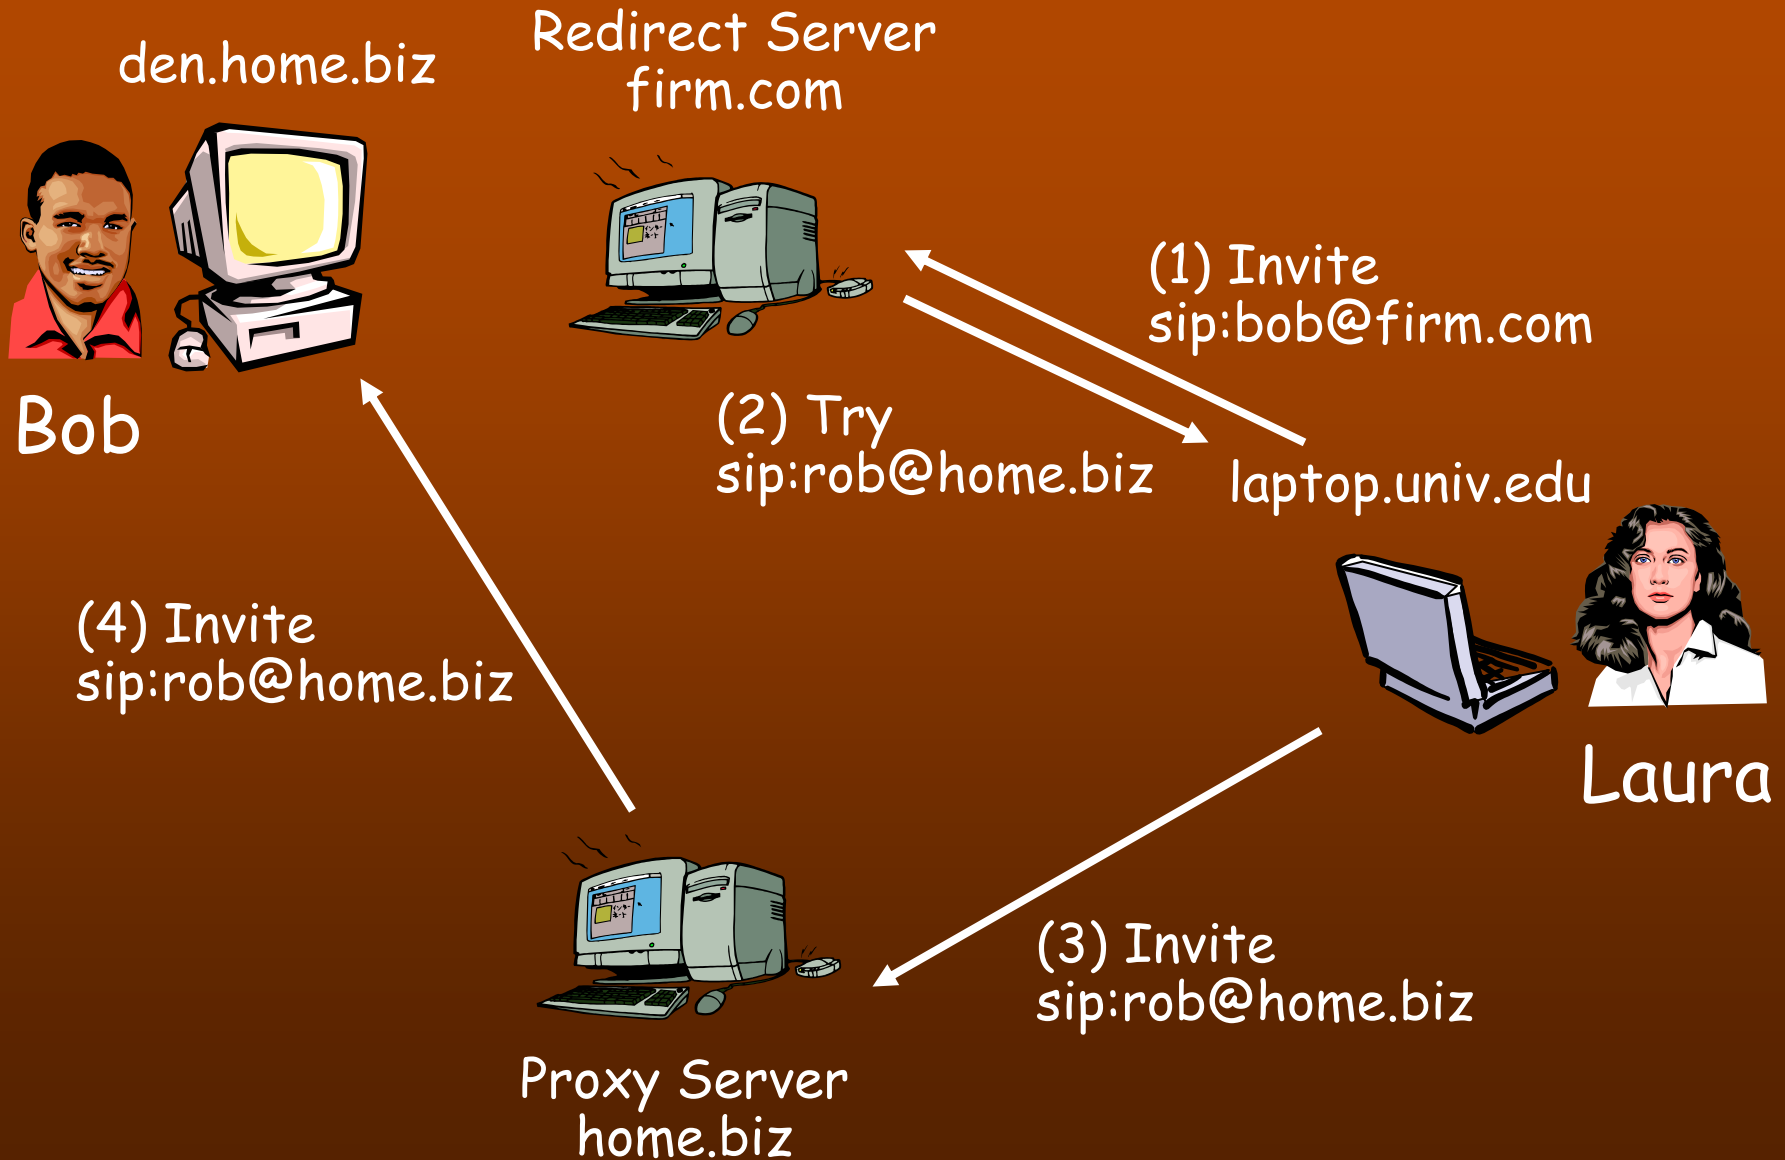 den.home.biz
Redirect Server
firm.com
(1) Invite
sip:bob@firm.com
Bob
(2) Try
sip:rob@home.biz
laptop.univ.edu
(4) Invite
sip:rob@home.biz
Laura
(3) Invite
sip:rob@home.biz
Proxy Server
home.biz